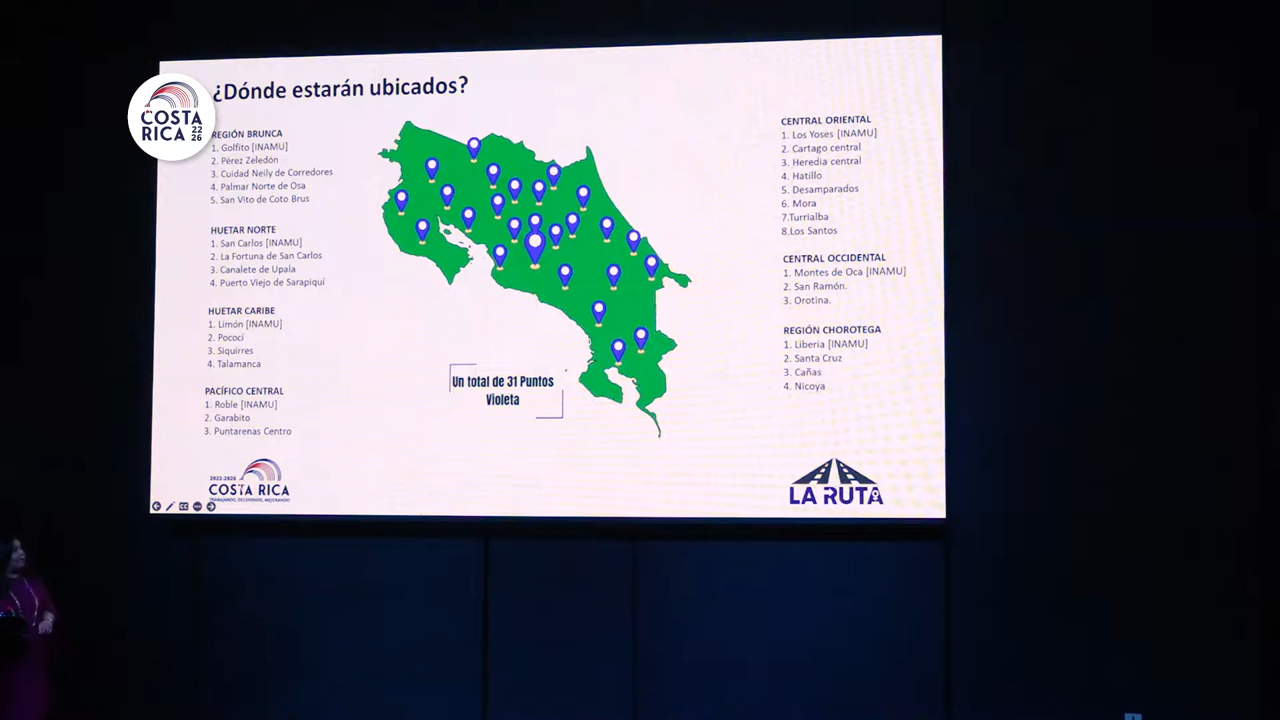 ¿Dónde estarán ubicados?
COSTA
RICA 22
26
REGIÓN BRUNCA
1. Golfito [INAMU]
2. Pérez Zeledón
3. Cuidad Neily de Corredores
4. Palmar Norte de Osa
5. San Vito de Coto Brus
HUETAR NORTE
1. San Carlos [INAMU]
2. La Fortuna de San Carlos
3. Canalete de Upala
4. Puerto Viejo de Sarapiquí
HUETAR CARIBE
1. Limón [INAMU]
2. Pococí
3. Siquirres
4. Talamanca
PACÍFICO CENTRAL
1. Roble [INAMU]
2. Garabito
3. Puntarenas Centro
2022-2026
COSTA RICA
TRABAJANDO, DECIDIENDO, MEJORANDO
Un total de 31 Puntos
Violeta
CENTRAL ORIENTAL
1. Los Yoses [INAMU]
2. Cartago central
3. Heredia central
4. Hatillo
5. Desamparados
6. Mora
7.Turrialba
8.Los Santos
CENTRAL OCCIDENTAL
1. Montes de Oca [INAMU]
2. San Ramón.
3. Orotina.
REGIÓN CHOROTEGA
1. Liberia [INAMU]
2. Santa Cruz
3. Cañas
4. Nicoya
LA RUTA